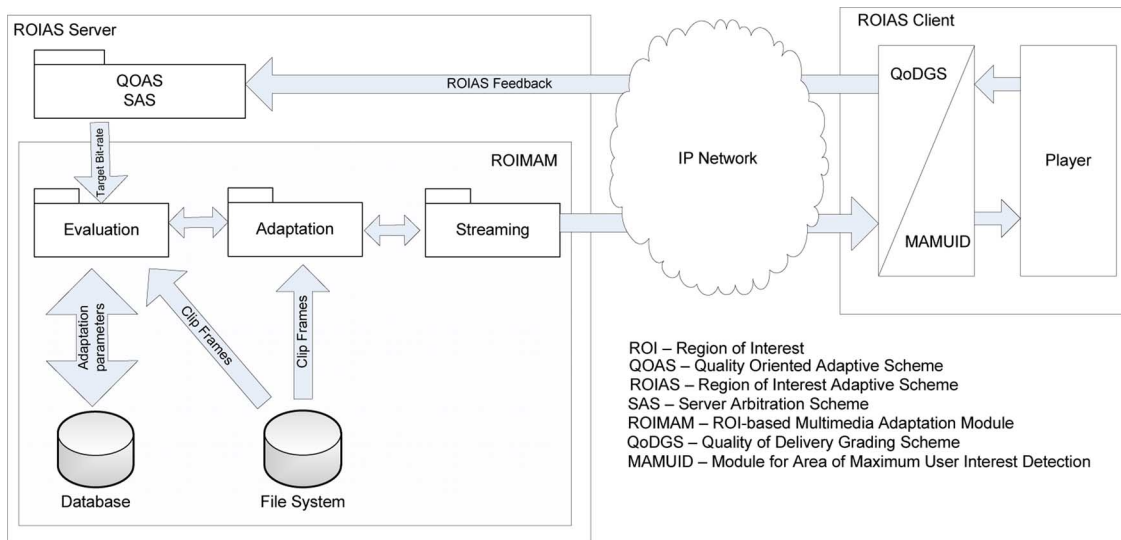 ROIAS Server
ROIAS Client
QOAS
SAS
ROIAS Feedback
QoDGS
IP Network
Player
MAMUID
Target Bit-rate
ROIMAM
Evaluation
Adaptation
Streaming
Adaptation
parameters
Clip Frames
Clip Frames
Database
File System
ROI – Region of Interest
QOAS – Quality Oriented Adaptive Scheme
ROIAS – Region of Interest Adaptive Scheme
SAS – Server Arbitration Scheme
ROIMAM – ROI-based Multimedia Adaptation Module
QoDGS – Quality of Delivery Grading Scheme
MAMUID – Module for Area of Maximum User Interest Detection